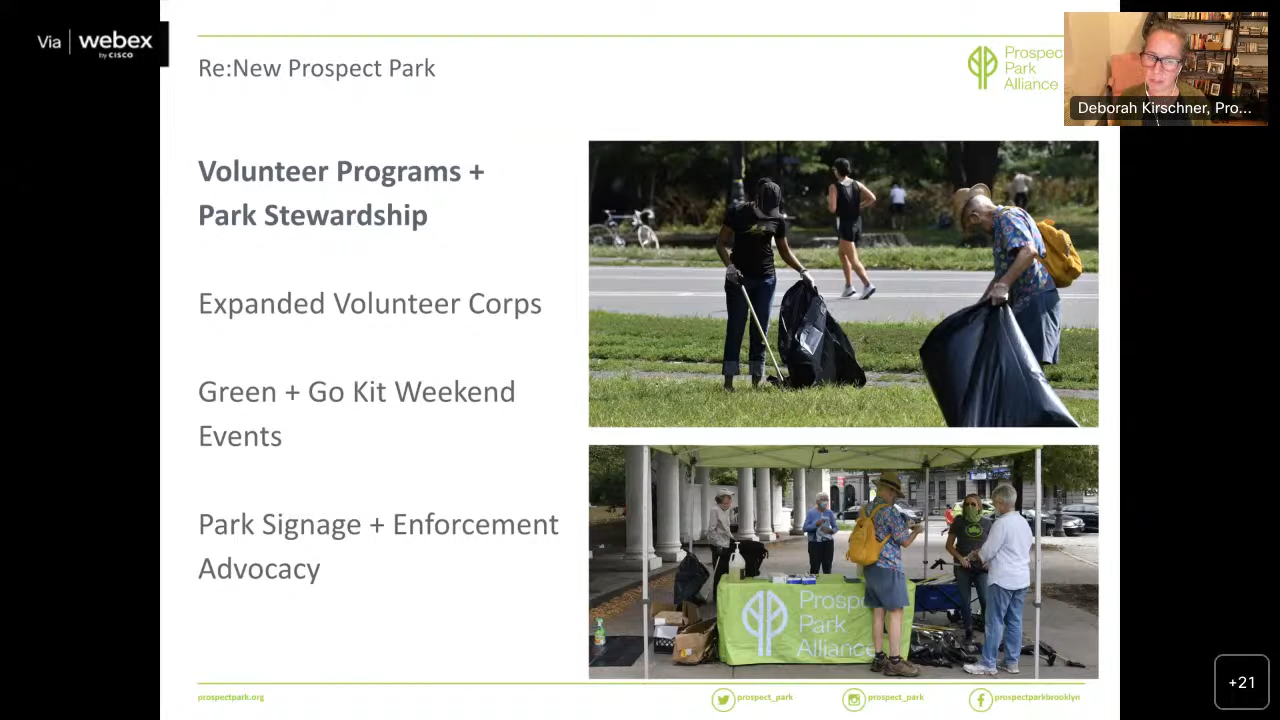 Via | webex
by CISCO
Re:New Prospect Park
Prospect
Park
Alliance
Deborah Kirschner, Pro...
Volunteer Programs +
Park Stewardship
Expanded Volunteer Corps
Green + Go Kit Weekend
Events
Park Signage + Enforcement
Advocacy
Prospe
Park
Alliance
prospectpark.org
prospect_park
prospect_park
prospectparkbrooklyn
+21